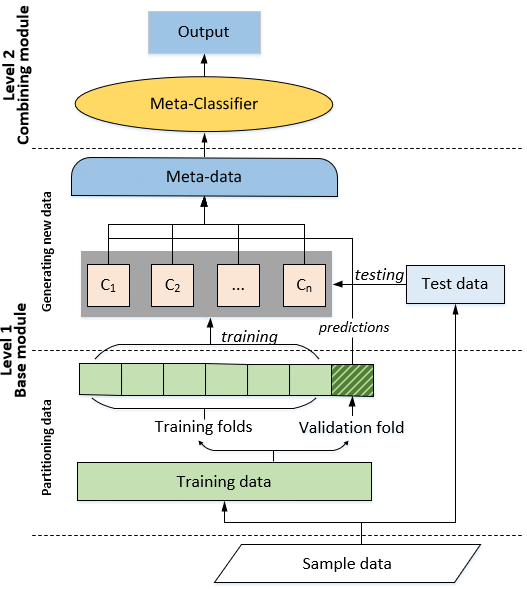 Level 2
Combining module
Output
Meta-Classifier
Meta-data
Generating new data
C1
C2
...
Cn
testing
Test data
predictions
training
Level 1
Base module
Partitioning data
Training folds
Validation fold
Training data
Sample data